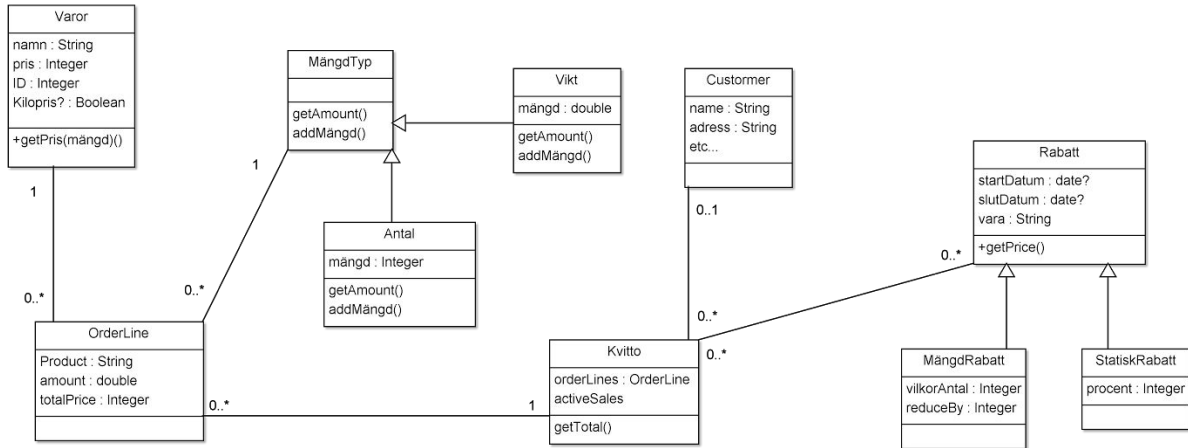 Varor
namn : String
pris : Integer
ID : Integer
Kilopris? : Boolean
+getPris(mängd)()
1
0..*
MängdTyp
getAmount()
addMängd()
1
0..*
Vikt
mängd : double
getAmount()
addMängd()
Antal
mängd : Integer
getAmount()
addMängd()
Custormer
name : String
adress : String
etc...
0..1
0..*
Rabatt
startDatum : date?
slutDatum : date?
vara : String
+getPrice()
0..*
0..*
OrderLine
Product : String
amount : double
totalPrice : Integer
0..*
1
Kvitto
orderLines : OrderLine
activeSales
getTotal()
MängdRabatt
vilkorAntal : Integer
reduceBy : Integer
StatiskRabatt
procent : Integer